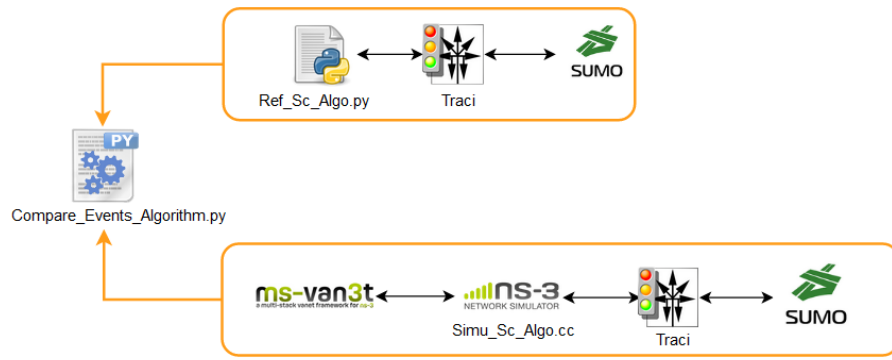 Ref_Sc_Algo.py
Traci
SUMO
PY
Compare_Events_Algorithm.py
ms-van3t
a multi-stack vanet framework for ns-3
ns-3
NETWORK SIMULATOR
Simu_Sc_Algo.cc
Traci
SUMO